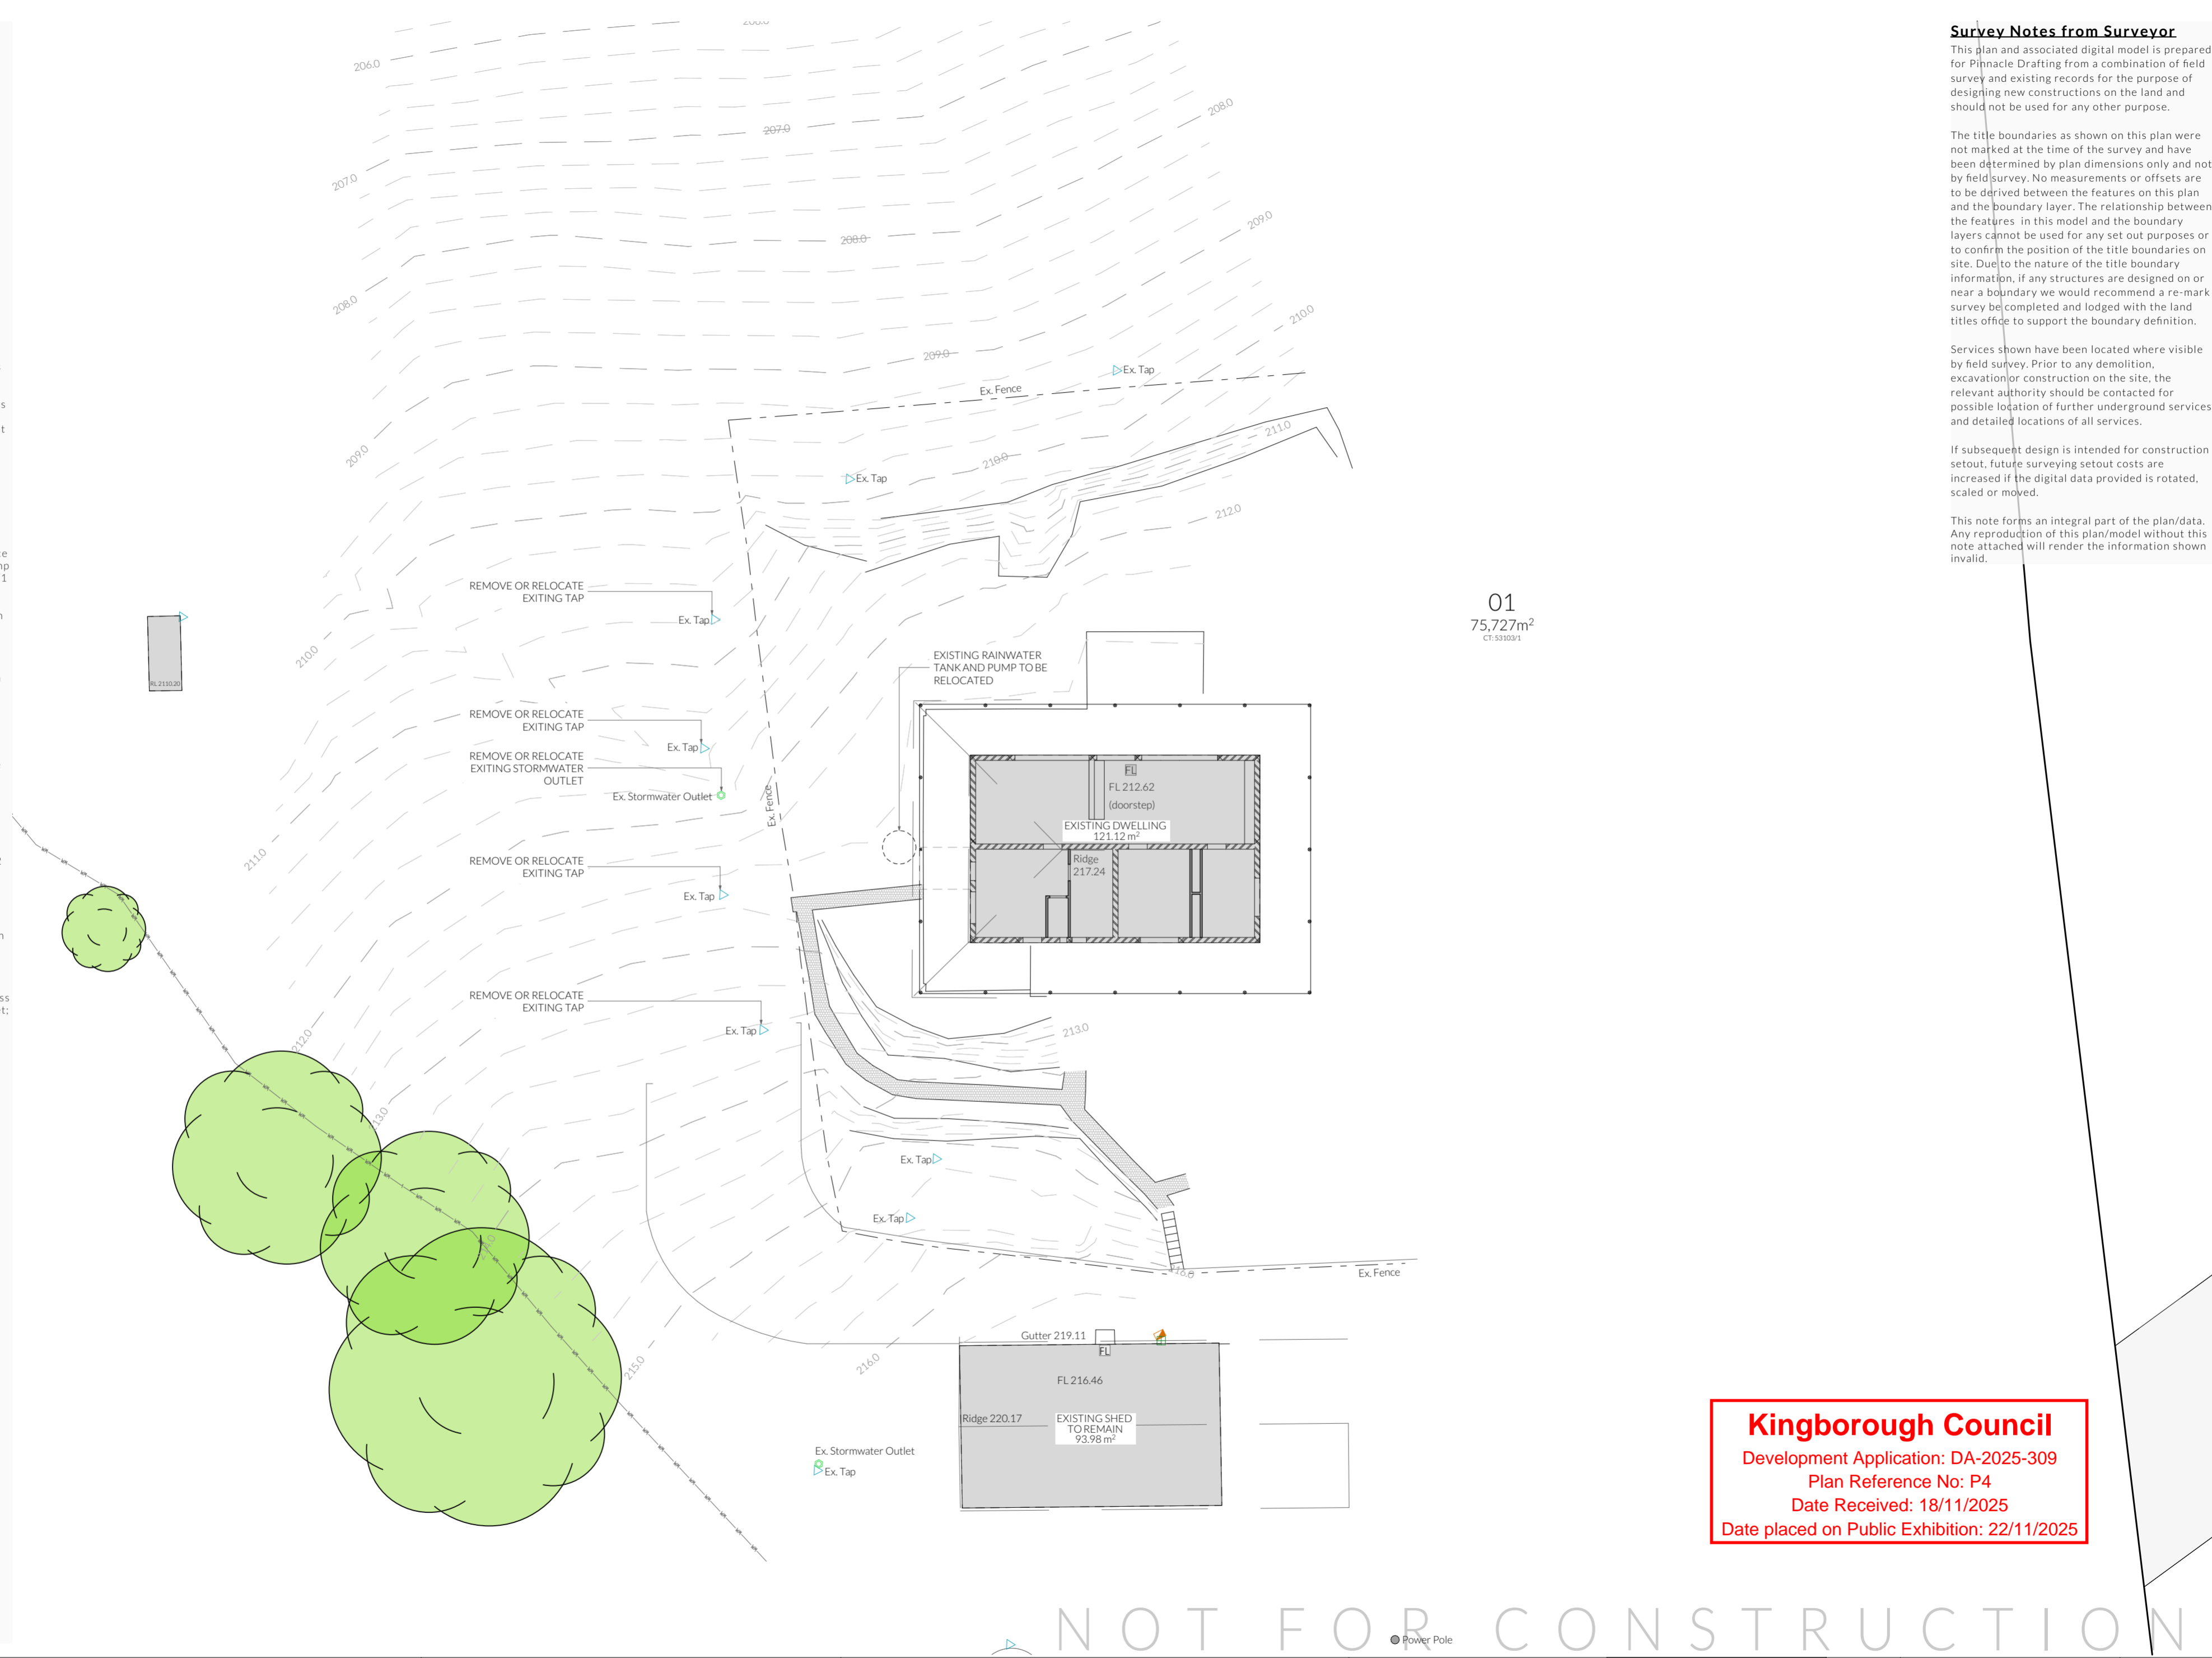 206.0
207.0
208.0
207.0
208.0
209.0
208.0
210.0
209.0
Ex. Tap
Ex. Fence
209.0
211.0
210.0
Ex. Tap
212.0
REMOVE OR RELOCATE
EXITING TAP
Ex. Tap
210.0
RL 2110.20
EXISTING RAINWATER
TANK AND PUMP TO BE
RELOCATED
REMOVE OR RELOCATE
EXITING TAP
Ex. Tap
REMOVE OR RELOCATE
EXITING STORMWATER
OUTLET
Ex. Stormwater Outlet
Ex. Fence
FL
FL 212.62
(doorstep)
EXISTING DWELLING
121.12 m²
Ridge
217.24
211.0
REMOVE OR RELOCATE
EXITING TAP
Ex. Tap
REMOVE OR RELOCATE
EXITING TAP
Ex. Tap
213.0
212.0
213.0
Ex. Tap
Ex. Tap
216.0
Ex. Fence
Gutter 219.11
FL
215.0
216.0
FL 216.46
Ridge 220.17
EXISTING SHED
TO REMAIN
93.98 m²
Ex. Stormwater Outlet
Ex. Tap
01
75,727m²
CT: 53103/1
Survey Notes from Surveyor
This plan and associated digital model is prepared
for Pinnacle Drafting from a combination of field
survey and existing records for the purpose of
designing new constructions on the land and
should not be used for any other purpose.
The title boundaries as shown on this plan were
not marked at the time of the survey and have
been determined by plan dimensions only and not
by field survey. No measurements or offsets are
to be derived between the features on this plan
and the boundary layer. The relationship between
the features in this model and the boundary
layers cannot be used for any set out purposes or
to confirm the position of the title boundaries on
site. Due to the nature of the title boundary
information, if any structures are designed on or
near a boundary we would recommend a re-mark
survey be completed and lodged with the land
titles office to support the boundary definition.
Services shown have been located where visible
by field survey. Prior to any demolition,
excavation or construction on the site, the
relevant authority should be contacted for
possible location of further underground services
and detailed locations of all services.
If subsequent design is intended for construction
setout, future surveying setout costs are
increased if the digital data provided is rotated,
scaled or moved.
This note forms an integral part of the plan/data.
Any reproduction of this plan/model without this
note attached will render the information shown
invalid.
Kingborough Council
Development Application: DA-2025-309
Plan Reference No: P4
Date Received: 18/11/2025
Date placed on Public Exhibition: 22/11/2025
NOT FOR CONSTRUCTION
Power Pole